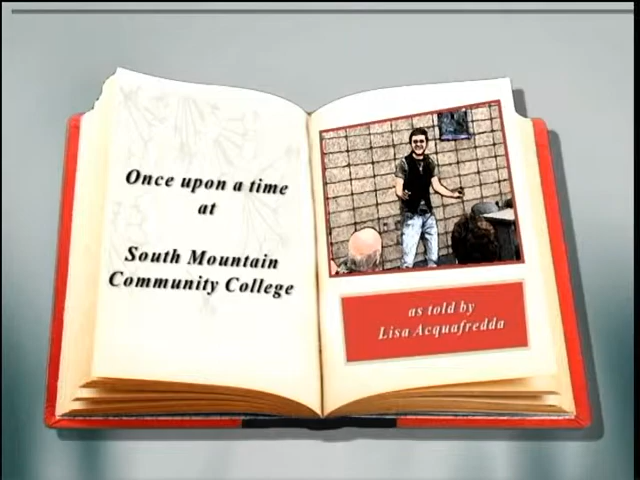 Once upon a time
at
South Mountain
Community College
as told by
Lisa Acquafredda